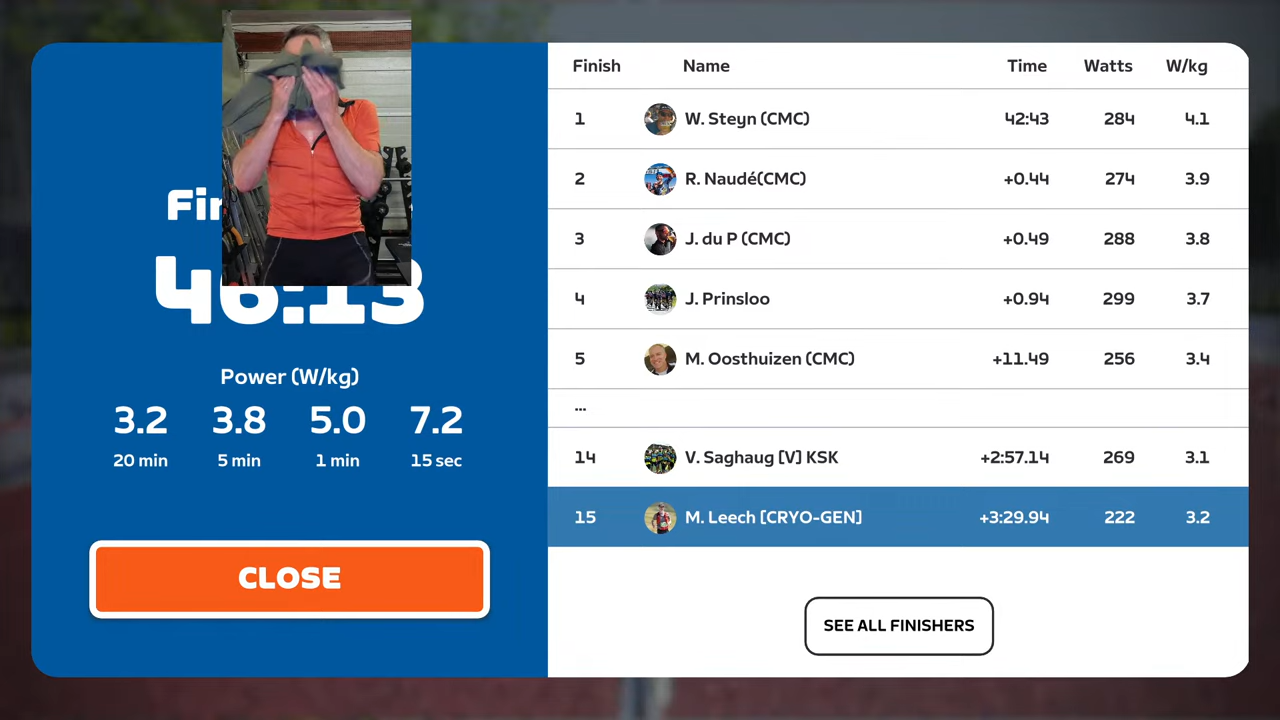 46:13
Power (W/kg)
3.2 3.8 5.0 7.2
20 min 5 min 1 min 15 sec
CLOSE
Finish Name Time Watts W/kg
1 W. Steyn (CMC) 42:43 284 4.1
2 R. Naudé(CMC) +0.44 274 3.9
3 J. du P (CMC) +0.49 288 3.8
4 J. Prinsloo +0.94 299 3.7
5 M. Oosthuizen (CMC) +11.49 256 3.4
...
14 V. Saghaug [V] KSK +2:57.14 269 3.1
15 M. Leech [CRYO-GEN] +3:29.94 222 3.2
SEE ALL FINISHERS